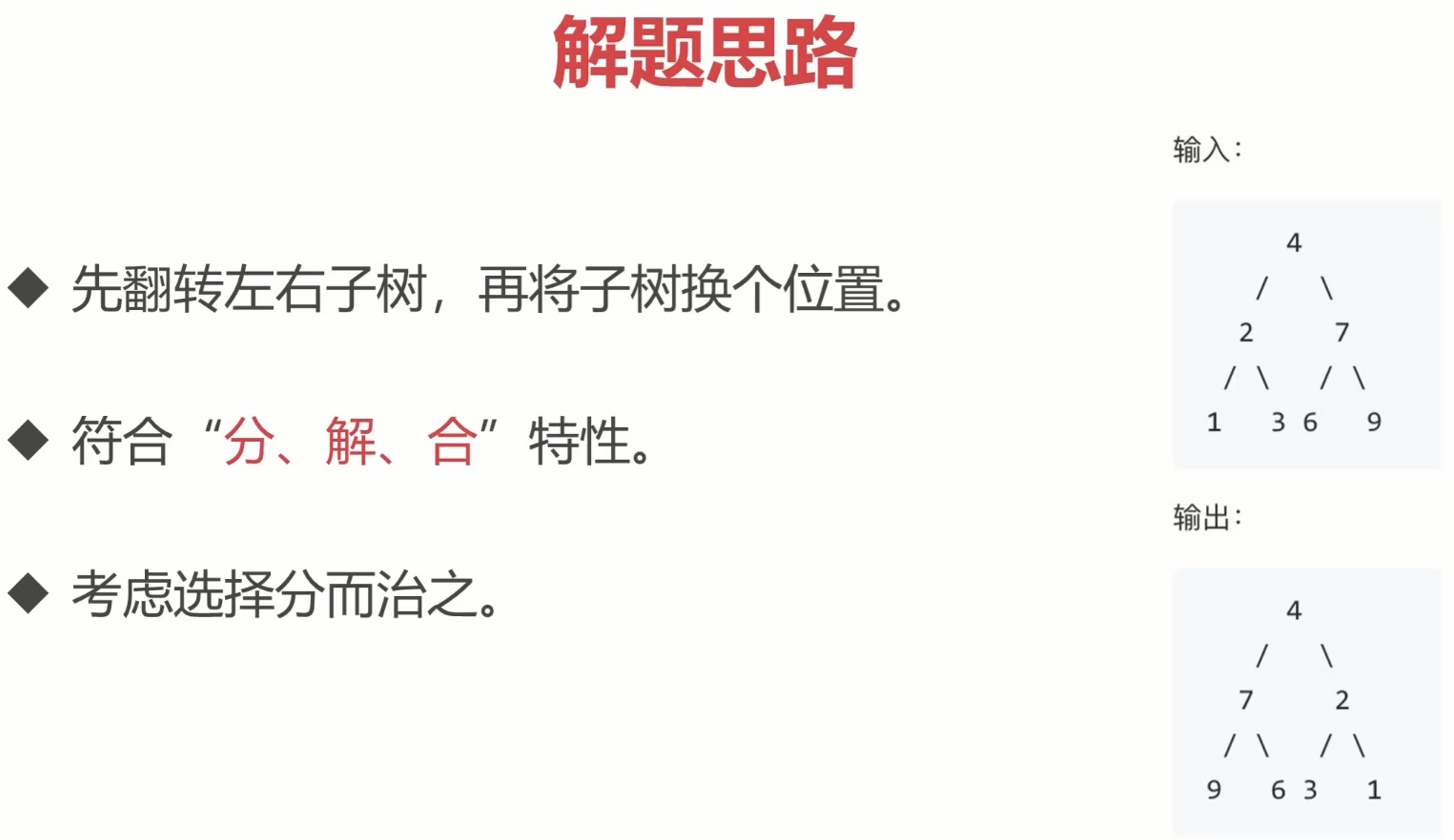 解题思路
◆ 先翻转左右子树，再将子树换个位置。
◆ 符合“分、解、合”特性。
◆ 考虑选择分而治之。
输入：
4
/ \
2 7
/ \ / \
1 3 6 9
输出：
4
/ \
7 2
/ \ / \
9 6 3 1